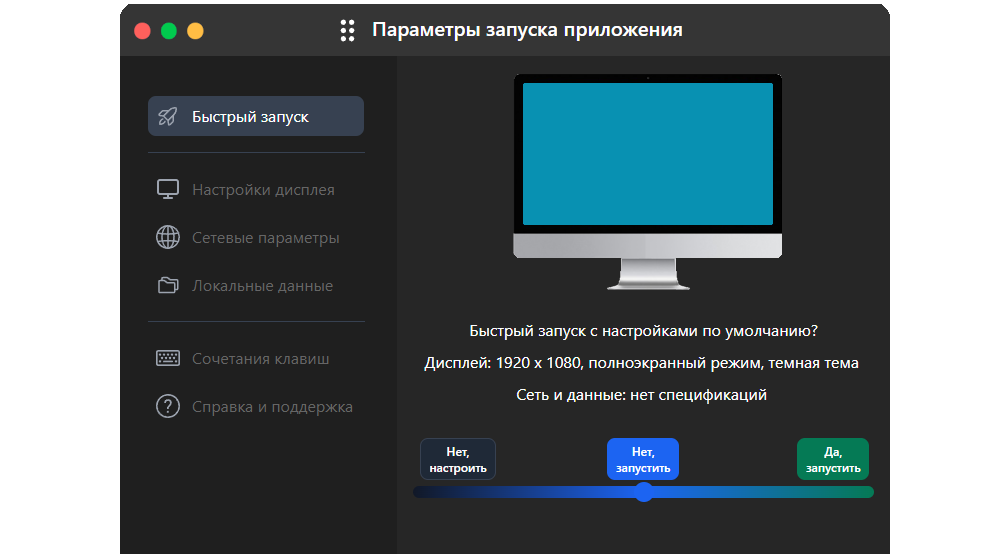 Параметры запуска приложения
Быстрый запуск
Настройки дисплея
Сетевые параметры
Локальные данные
Сочетания клавиш
Справка и поддержка
Быстрый запуск с настройками по умолчанию?
Дисплей: 1920 x 1080, полноэкранный режим, темная тема
Сеть и данные: нет спецификаций
Нет,
настроить
Нет,
запустить
Да,
запустить